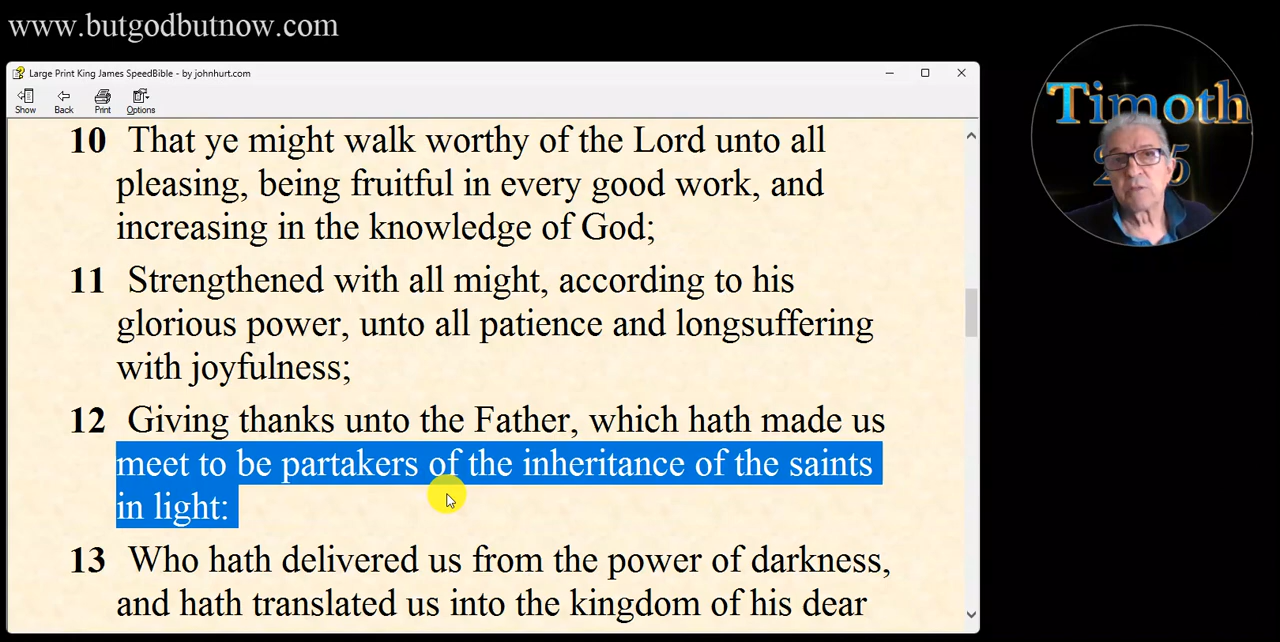 www.butgodbutnow.com
Large Print King James SpeedBible - by johnhurt.com
Show Back Print Options
10 That ye might walk worthy of the Lord unto all
pleasing, being fruitful in every good work, and
increasing in the knowledge of God;
11 Strengthened with all might, according to his
glorious power, unto all patience and longsuffering
with joyfulness;
12 Giving thanks unto the Father, which hath made us
meet to be partakers of the inheritance of the saints
in light:
13 Who hath delivered us from the power of darkness,
and hath translated us into the kingdom of his dear
Timoth